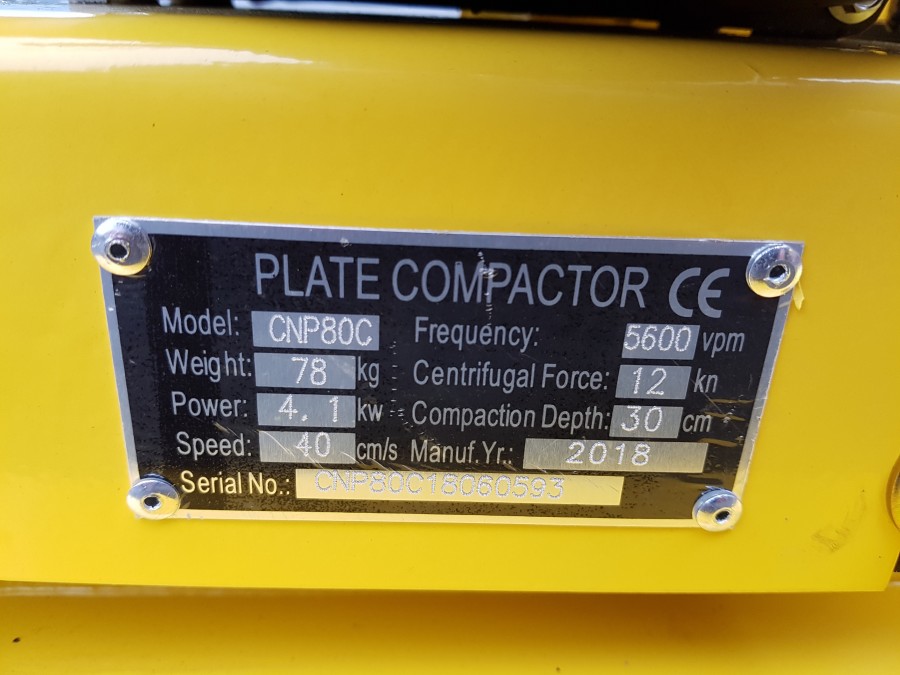 PLATE COMPACTOR CE
Model: CNP80C Frequency: 5600 vpm
Weight: 78 kg Centrifugal Force: 12 kn
Power: 4.1 kw Compaction Depth: 30 cm
Speed: 40 cm/s Manuf.Yr.: 2018
Serial No.: CNP80C18060593